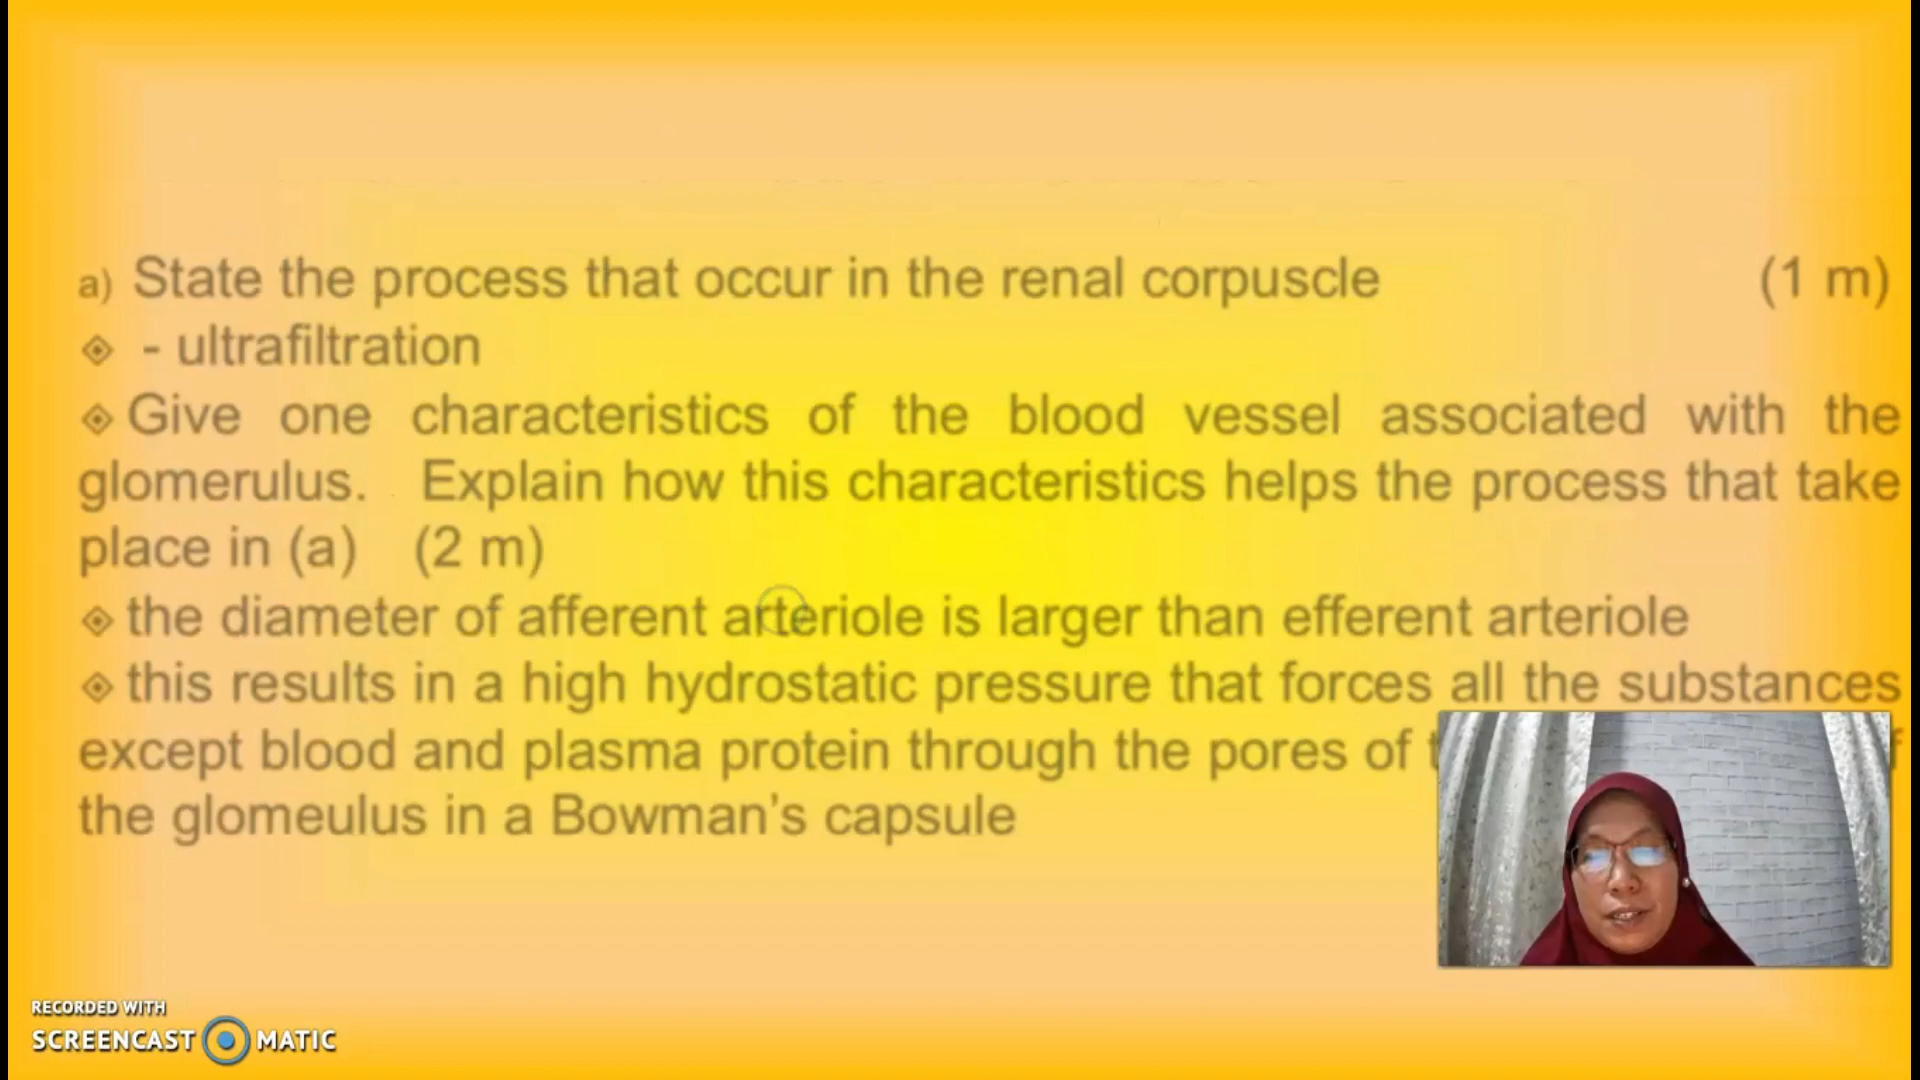 a) State the process that occur in the renal corpuscle (1 m)
- ultrafiltration
Give one characteristics of the blood vessel associated with the
glomerulus. Explain how this characteristics helps the process that take
place in (a) (2 m)
the diameter of afferent arteriole is larger than efferent arteriole
this results in a high hydrostatic pressure that forces all the substances
except blood and plasma protein through the pores of
the glomeulus in a Bowman's capsule
RECORDED WITH
SCREENCAST MATIC